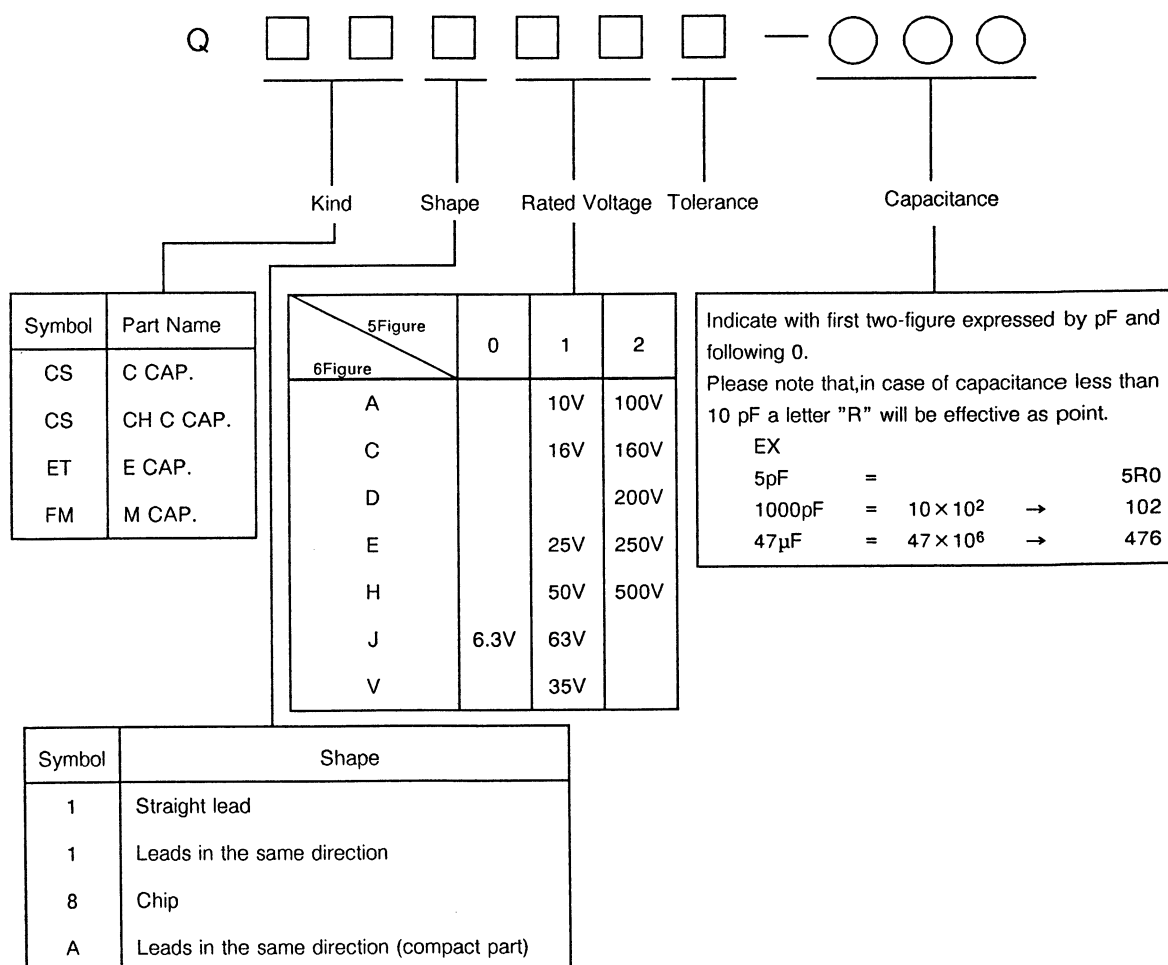 Q —
Kind Shape Rated Voltage Tolerance Capacitance
Symbol Part Name
CS C CAP.
CS CH C CAP.
ET E CAP.
FM M CAP.
5Figure
6Figure
0 1 2
A 10V 100V
C 16V 160V
D 200V
E 25V 250V
H 50V 500V
J 6.3V 63V
V 35V
Indicate with first two-figure expressed by pF and
following 0.
Please note that,in case of capacitance less than
10 pF a letter "R" will be effective as point.
EX
5pF = 5R0
1000pF = 10×10² → 102
47μF = 47×10⁶ → 476
Symbol Shape
1 Straight lead
1 Leads in the same direction
8 Chip
A Leads in the same direction (compact part)